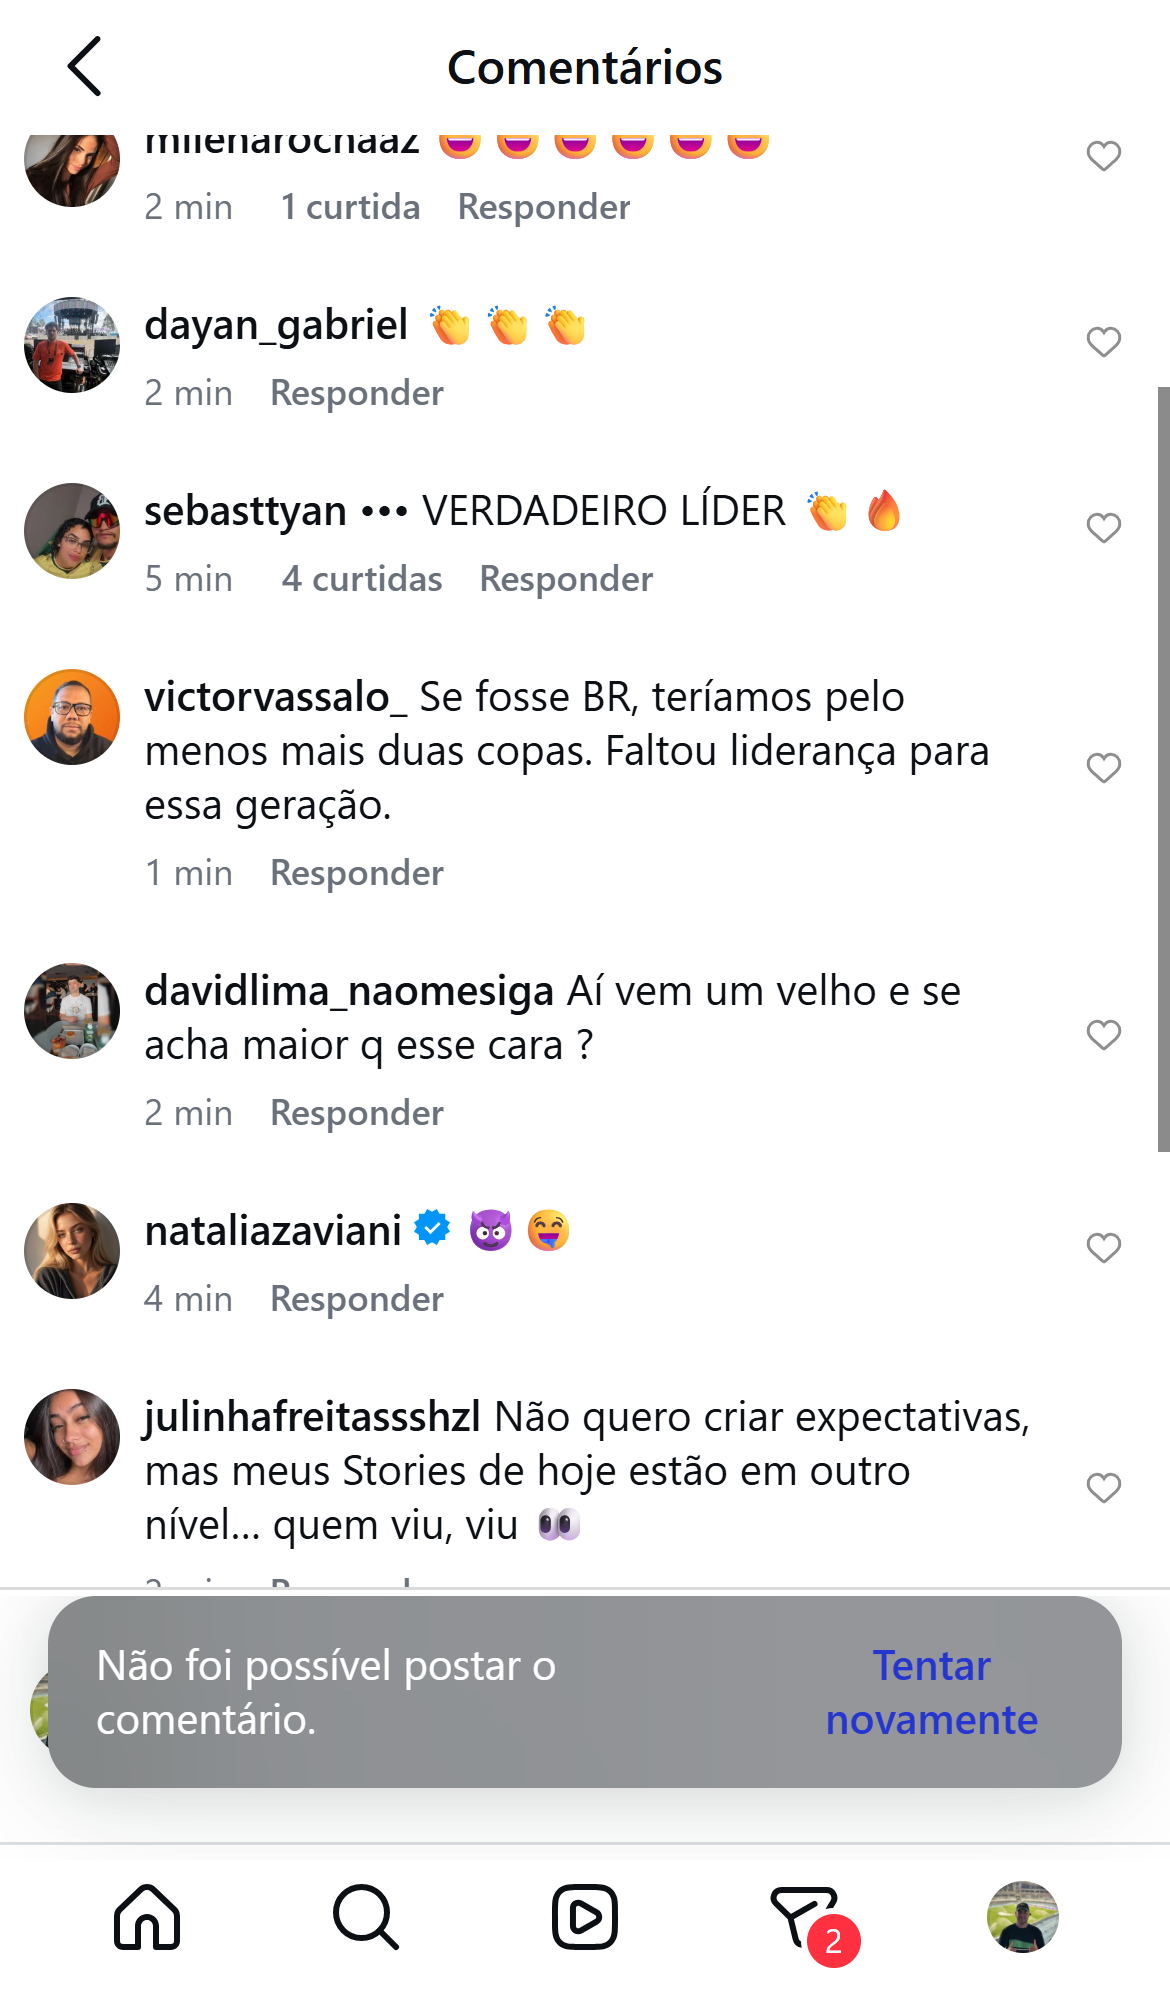 Comentários
milenarochaaz 😄 😄 😄 😄 😄 😄
2 min 1 curtida Responder
dayan_gabriel 👏 👏 👏
2 min Responder
sebasttyan ••• VERDADEIRO LÍDER 👏 🔥
5 min 4 curtidas Responder
victorvassalo_ Se fosse BR, teríamos pelo
menos mais duas copas. Faltou liderança para
essa geração.
1 min Responder
davidlima_naomesiga Aí vem um velho e se
acha maior q esse cara ?
2 min Responder
nataliazaviani 😈 🤤
4 min Responder
julinhafreitassshzl Não quero criar expectativas,
mas meus Stories de hoje estão em outro
nível... quem viu, viu 👀
Não foi possível postar o
comentário.
Tentar
novamente
2